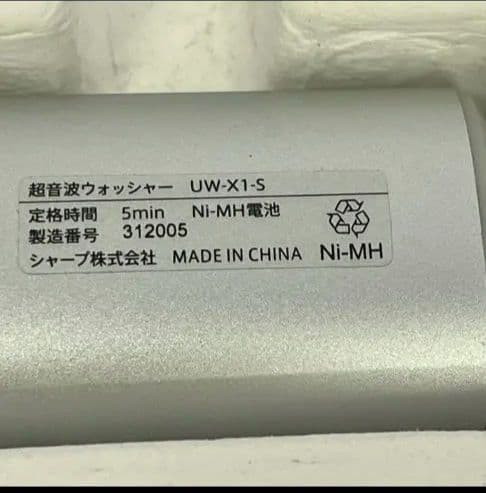 超音波ウォッシャー UW-X1-S
定格時間 5min Ni-MH電池
製造番号 312005
シャープ株式会社 MADE IN CHINA Ni-MH